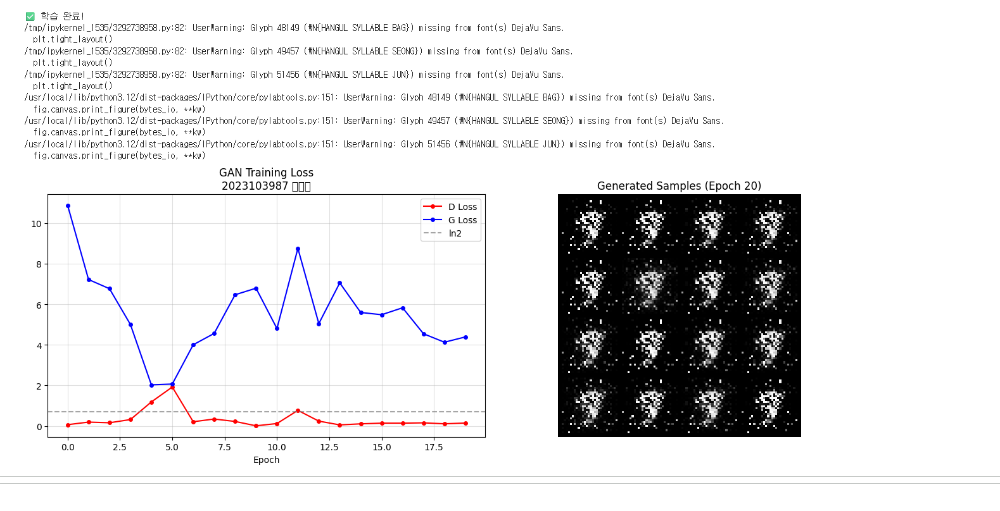 ✅ 학습 완료!
/tmp/ipykernel_1535/3292738958.py:82: UserWarning: Glyph 48149 (₩N{HANGUL SYLLABLE BAG}) missing from font(s) DejaVu Sans.
plt.tight_layout()
/tmp/ipykernel_1535/3292738958.py:82: UserWarning: Glyph 49457 (₩N{HANGUL SYLLABLE SEONG}) missing from font(s) DejaVu Sans.
plt.tight_layout()
/tmp/ipykernel_1535/3292738958.py:82: UserWarning: Glyph 51456 (₩N{HANGUL SYLLABLE JUN}) missing from font(s) DejaVu Sans.
plt.tight_layout()
/usr/local/lib/python3.12/dist-packages/IPython/core/pylabtools.py:151: UserWarning: Glyph 48149 (₩N{HANGUL SYLLABLE BAG}) missing from font(s) DejaVu Sans.
fig.canvas.print_figure(bytes_io, **kw)
/usr/local/lib/python3.12/dist-packages/IPython/core/pylabtools.py:151: UserWarning: Glyph 49457 (₩N{HANGUL SYLLABLE SEONG}) missing from font(s) DejaVu Sans.
fig.canvas.print_figure(bytes_io, **kw)
/usr/local/lib/python3.12/dist-packages/IPython/core/pylabtools.py:151: UserWarning: Glyph 51456 (₩N{HANGUL SYLLABLE JUN}) missing from font(s) DejaVu Sans.
fig.canvas.print_figure(bytes_io, **kw)
GAN Training Loss
2023103987 □□□
D Loss
G Loss
ln2
10
8
6
4
2
0
0.0 2.5 5.0 7.5 10.0 12.5 15.0 17.5
Epoch
Generated Samples (Epoch 20)